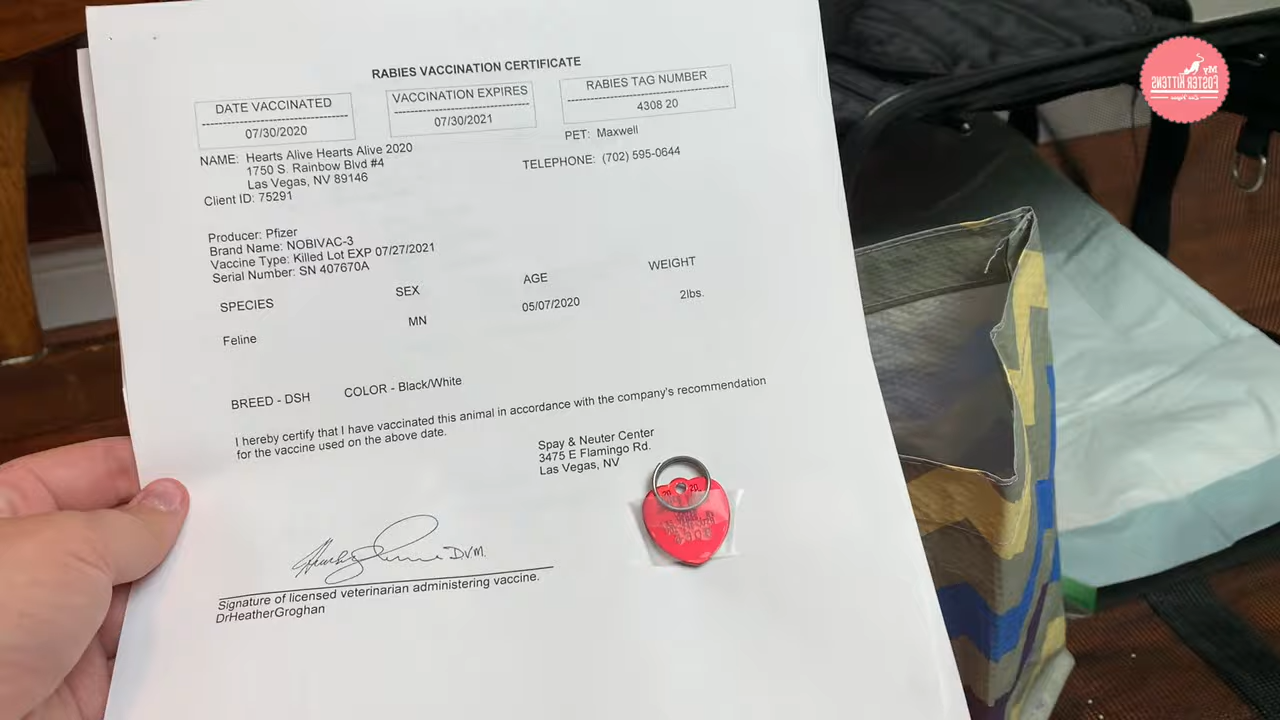 RABIES VACCINATION CERTIFICATE
DATE VACCINATED
07/30/2020
VACCINATION EXPIRES
07/30/2021
RABIES TAG NUMBER
4308 20
NAME: Hearts Alive Hearts Alive 2020
1750 S. Rainbow Blvd #4
Las Vegas, NV 89146
Client ID: 75291
PET: Maxwell
TELEPHONE: (702) 595-0644
Producer: Pfizer
Brand Name: NOBIVAC-3
Vaccine Type: Killed Lot EXP 07/27/2021
Serial Number: SN 407670A
SPECIES SEX AGE WEIGHT
Feline MN 05/07/2020 2lbs.
BREED - DSH COLOR - Black/White
I hereby certify that I have vaccinated this animal in accordance with the company's recommendation
for the vaccine used on the above date.
Spay & Neuter Center
3475 E Flamingo Rd.
Las Vegas, NV
DVM.
Signature of licensed veterinarian administering vaccine.
DrHeatherGroghan
20 20
My
FOSTER KITTENS